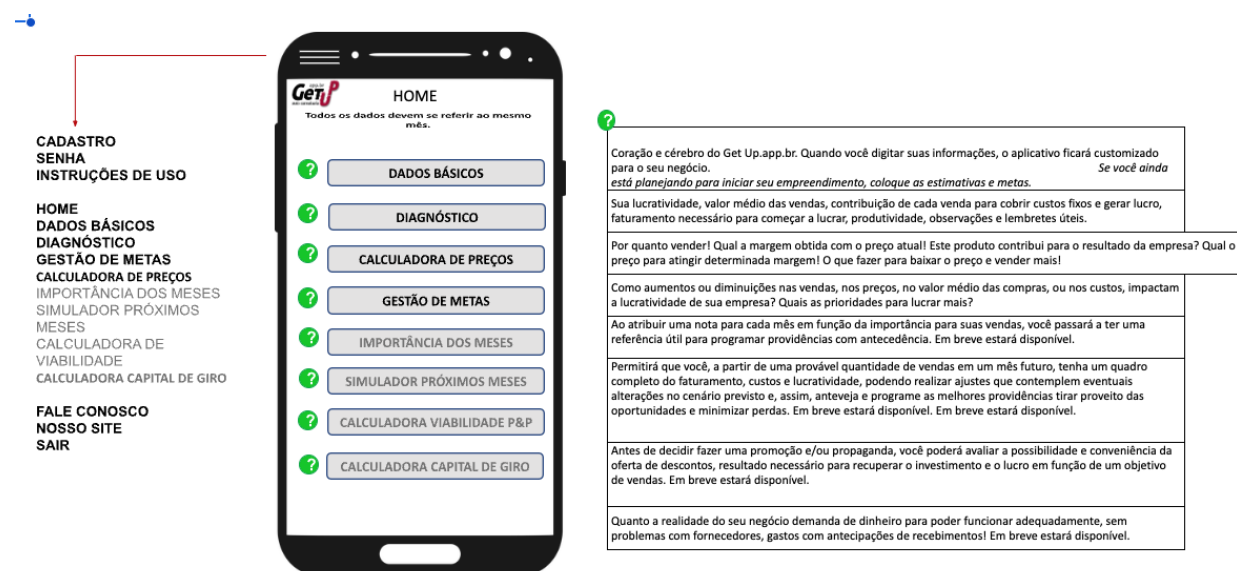 CADASTRO
SENHA
INSTRUÇÕES DE USO
HOME
DADOS BÁSICOS
DIAGNÓSTICO
GESTÃO DE METAS
CALCULADORA DE PREÇOS
IMPORTÂNCIA DOS MESES
SIMULADOR PRÓXIMOS
MESES
CALCULADORA DE
VIABILIDADE
CALCULADORA CAPITAL DE GIRO
FALE CONOSCO
NOSSO SITE
SAIR
GeTUP
HOME
Todos os dados devem se referir ao mesmo
mês.
? DADOS BÁSICOS
? DIAGNÓSTICO
? CALCULADORA DE PREÇOS
? GESTÃO DE METAS
? IMPORTÂNCIA DOS MESES
? SIMULADOR PRÓXIMOS MESES
? CALCULADORA VIABILIDADE P&P
? CALCULADORA CAPITAL DE GIRO
?
Coração e cérebro do Get Up.app.br. Quando você digitar suas informações, o aplicativo ficará customizado
para o seu negócio. Se você ainda
está planejando para iniciar seu empreendimento, coloque as estimativas e metas.
Sua lucratividade, valor médio das vendas, contribuição de cada venda para cobrir custos fixos e gerar lucro,
faturamento necessário para começar a lucrar, produtividade, observações e lembretes úteis.
Por quanto vender! Qual a margem obtida com o preço atual! Este produto contribui para o resultado da empresa? Qual o
preço para atingir determinada margem! O que fazer para baixar o preço e vender mais!
Como aumentos ou diminuições nas vendas, nos preços, no valor médio das compras, ou nos custos, impactam
a lucratividade de sua empresa? Quais as prioridades para lucrar mais?
Ao atribuir uma nota para cada mês em função da importância para suas vendas, você passará a ter uma
referência útil para programar providências com antecedência. Em breve estará disponível.
Permitirá que você, a partir de uma provável quantidade de vendas em um mês futuro, tenha um quadro
completo do faturamento, custos e lucratividade, podendo realizar ajustes que contemplem eventuais
alterações no cenário previsto e, assim, anteveja e programe as melhores providências tirar proveito das
oportunidades e minimizar perdas. Em breve estará disponível. Em breve estará disponível.
Antes de decidir fazer uma promoção e/ou propaganda, você poderá avaliar a possibilidade e conveniência da
oferta de descontos, resultado necessário para recuperar o investimento e o lucro em função de um objetivo
de vendas. Em breve estará disponível.
Quanto a realidade do seu negócio demanda de dinheiro para poder funcionar adequadamente, sem
problemas com fornecedores, gastos com antecipações de recebimentos! Em breve estará disponível.